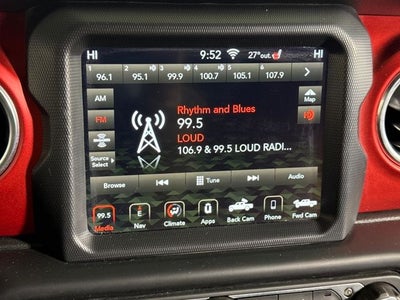 HI 9:52 27°out. HI
1 96.1 2 95.1 3 99.9 4 100.7 5 105.1 6 107.9
AM
Rhythm and Blues
Map
FM
99.5
LOUD
106.9 & 99.5 LOUD RADI...
Source Select
Browse Tune Audio
99.5 E
Media Nav Climate Apps Back Cam Phone Fwd Cam